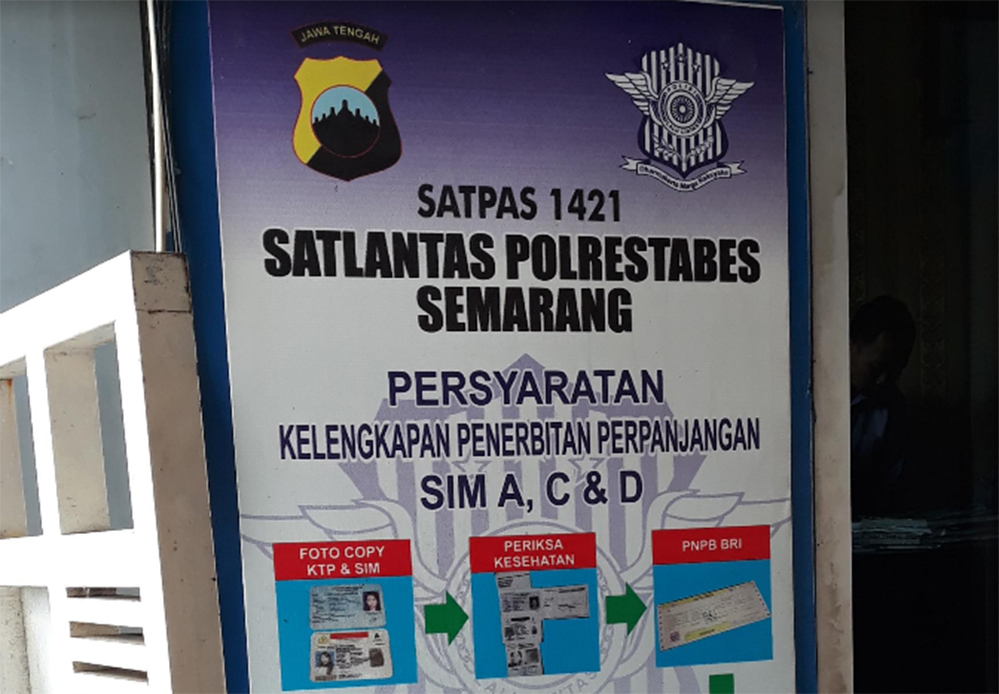 JAWA TENGAH
POLISI
SATPAS 1421
SATLANTAS POLRESTABES
SEMARANG
PERSYARATAN
KELENGKAPAN PENERBITAN PERPANJANGAN
SIM A, C & D
FOTO COPY
KTP & SIM
PERIKSA
KESEHATAN
PNPB BRI